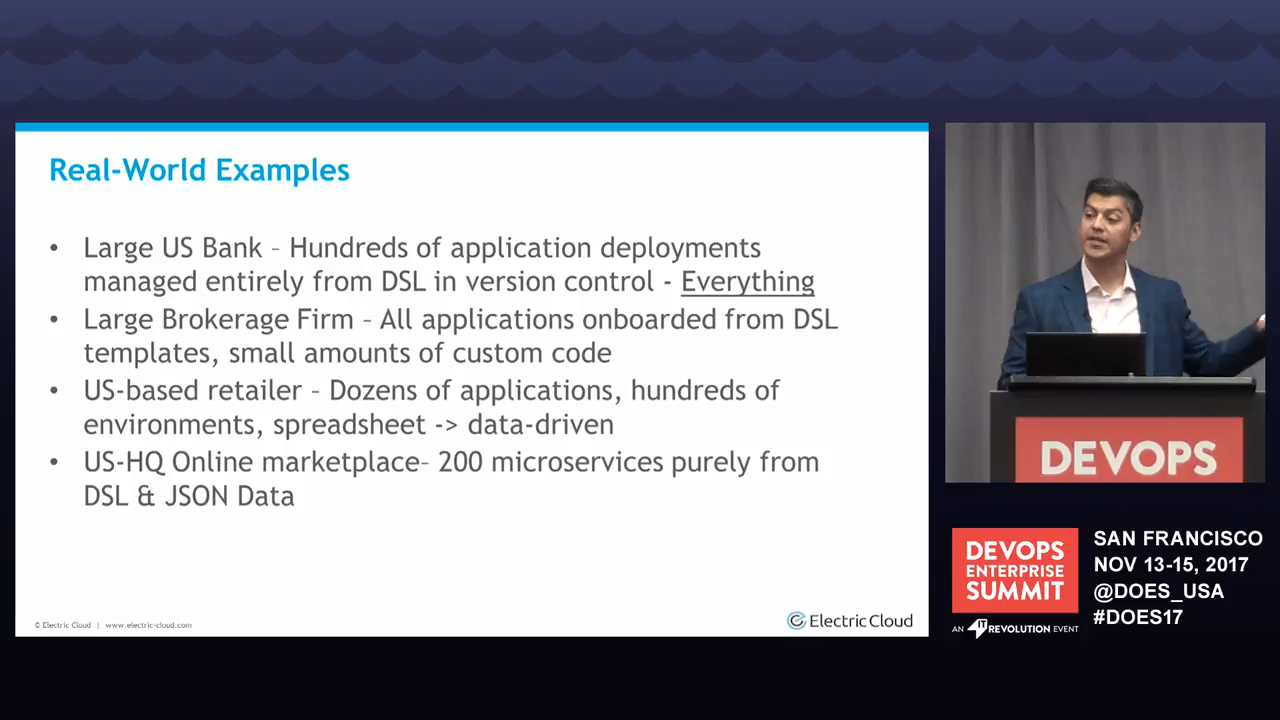 Real-World Examples
• Large US Bank – Hundreds of application deployments
managed entirely from DSL in version control - Everything
• Large Brokerage Firm – All applications onboarded from DSL
templates, small amounts of custom code
• US-based retailer – Dozens of applications, hundreds of
environments, spreadsheet -> data-driven
• US-HQ Online marketplace– 200 microservices purely from
DSL & JSON Data
© Electric Cloud | www.electric-cloud.com
Electric Cloud
DEVOPS
DEVOPS
ENTERPRISE
SUMMIT
AN IT REVOLUTION EVENT
SAN FRANCISCO
NOV 13-15, 2017
@DOES_USA
#DOES17